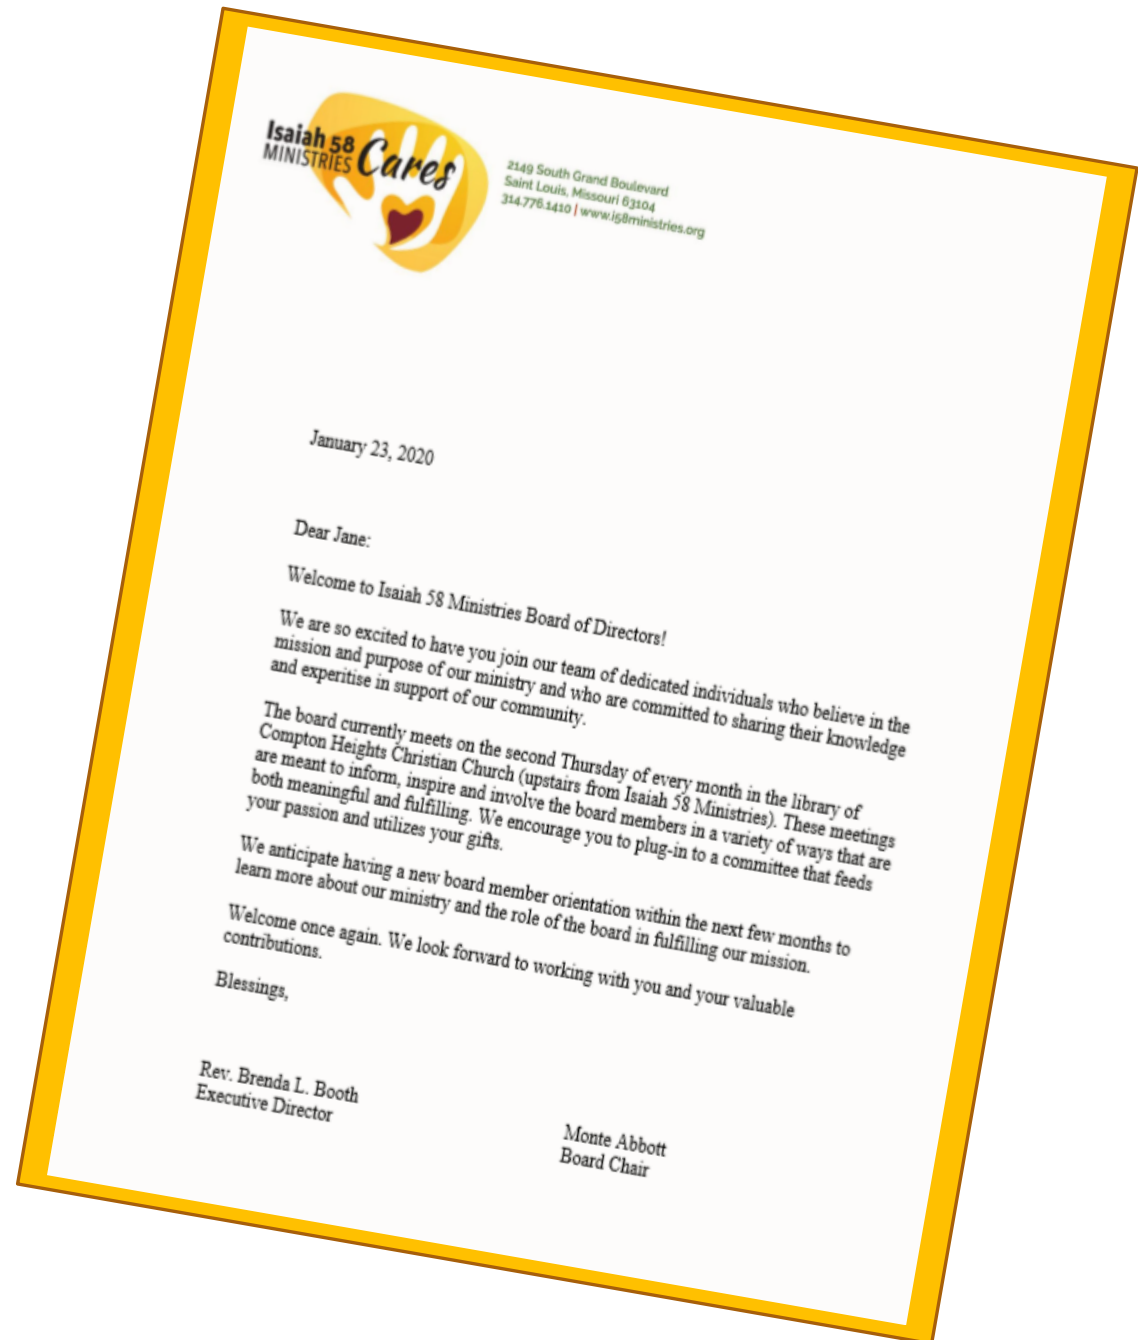 Isaiah 58
MINISTRIES
Cares
2149 South Grand Boulevard
Saint Louis, Missouri 63104
314.776.1410 | www.i58ministries.org
January 23, 2020
Dear Jane:
Welcome to Isaiah 58 Ministries Board of Directors!
We are so excited to have you join our team of dedicated individuals who believe in the
mission and purpose of our ministry and who are committed to sharing their knowledge
and experitise in support of our community.
The board currently meets on the second Thursday of every month in the library of
Compton Heights Christian Church (upstairs from Isaiah 58 Ministries). These meetings
are meant to inform, inspire and involve the board members in a variety of ways that are
both meaningful and fulfilling. We encourage you to plug-in to a committee that feeds
your passion and utilizes your gifts.
We anticipate having a new board member orientation within the next few months to
learn more about our ministry and the role of the board in fulfilling our mission.
Welcome once again. We look forward to working with you and your valuable
contributions.
Blessings,
Rev. Brenda L. Booth
Executive Director
Monte Abbott
Board Chair